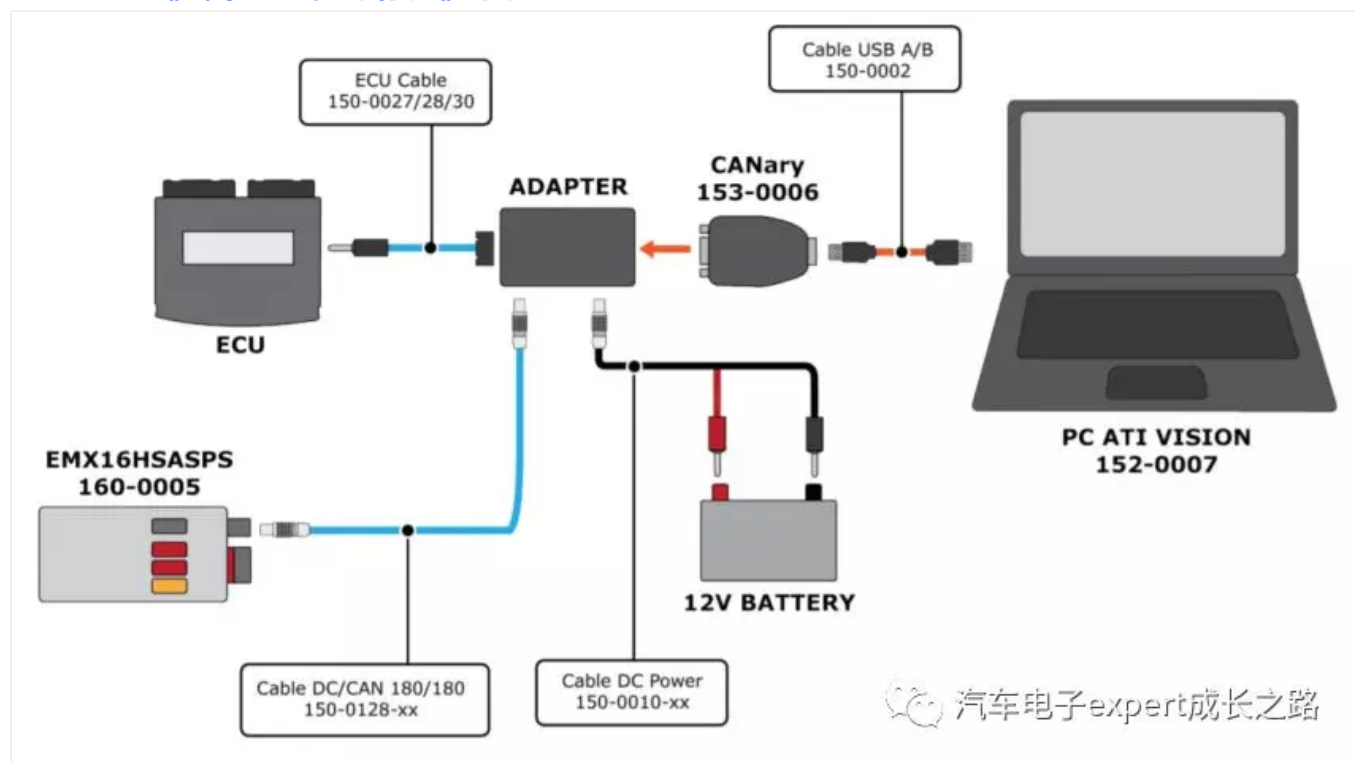 Cable USB A/B
150-0002
ECU Cable
150-0027/28/30
CANary
153-0006
ADAPTER
ECU
PC ATI VISION
152-0007
EMX16HSASPS
160-0005
12V BATTERY
Cable DC/CAN 180/180
150-0128-xx
Cable DC Power
150-0010-xx
汽车电子expert成长之路